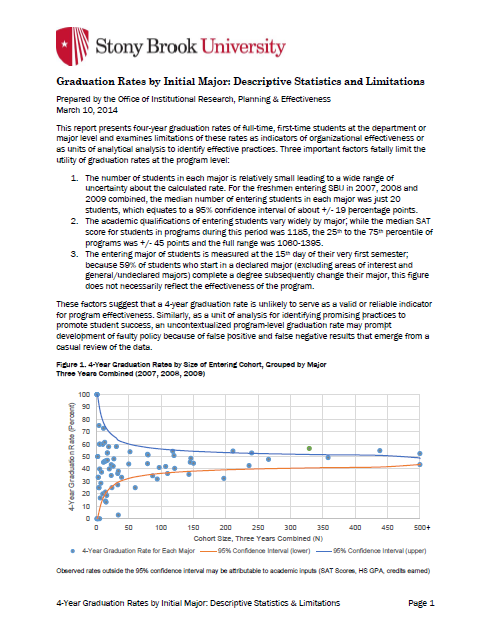 Stony Brook University
Graduation Rates by Initial Major: Descriptive Statistics and Limitations
Prepared by the Office of Institutional Research, Planning & Effectiveness
March 10, 2014
This report presents four-year graduation rates of full-time, first-time students at the department or
major level and examines limitations of these rates as indicators of organizational effectiveness or
as units of analytical analysis to identify effective practices. Three important factors fatally limit the
utility of graduation rates at the program level:
1. The number of students in each major is relatively small leading to a wide range of
uncertainty about the calculated rate. For the freshmen entering SBU in 2007, 2008 and
2009 combined, the median number of entering students in each major was just 20
students, which equates to a 95% confidence interval of about +/- 19 percentage points.
2. The academic qualifications of entering students vary widely by major; while the median SAT
score for students in programs during this period was 1185, the 25th to the 75th percentile of
programs was +/- 45 points and the full range was 1060-1395.
3. The entering major of students is measured at the 15th day of their very first semester;
because 59% of students who start in a declared major (excluding areas of interest and
general/undeclared majors) complete a degree subsequently change their major, this figure
does not necessarily reflect the effectiveness of the program.
These factors suggest that a 4-year graduation rate is unlikely to serve as a valid or reliable indicator
for program effectiveness. Similarly, as a unit of analysis for identifying promising practices to
promote student success, an uncontextualized program-level graduation rate may prompt
development of faulty policy because of false positive and false negative results that emerge from a
casual review of the data.
Figure 1. 4-Year Graduation Rates by Size of Entering Cohort, Grouped by Major
Three Years Combined (2007, 2008, 2009)
4-Year Graduation Rate (Percent)
100
90
80
70
60
50
40
30
20
10
0
0 50 100 150 200 250 300 350 400 450 500+
Cohort Size, Three Years Combined (N)
4-Year Graduation Rate for Each Major 95% Confidence Interval (lower) 95% Confidence Interval (upper)
Observed rates outside the 95% confidence interval may be attributable to academic inputs (SAT Scores, HS GPA, credits earned)
4-Year Graduation Rates by Initial Major: Descriptive Statistics & Limitations Page 1